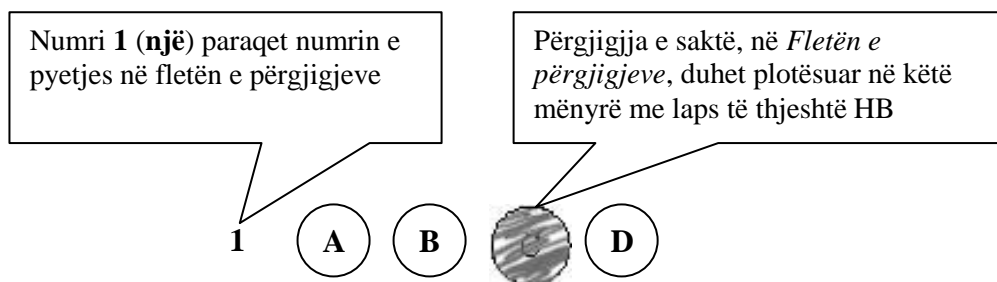 Numri 1 (një) paraqet numrin e
pyetjes në fletën e përgjigjeve
Përgjigjja e saktë, në Fletën e
përgjigjeve, duhet plotësuar në këtë
mënyrë me laps të thjeshtë HB
1 A B C D